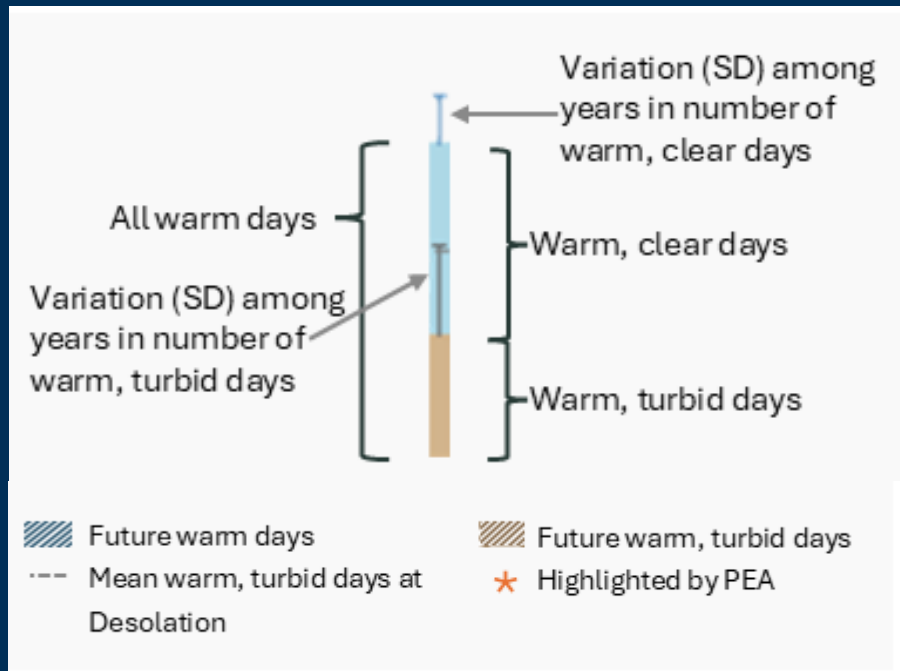 Variation (SD) among
years in number of
warm, clear days
All warm days
Warm, clear days
Variation (SD) among
years in number of
warm, turbid days
Warm, turbid days
Future warm days
Future warm, turbid days
Mean warm, turbid days at
Desolation
Highlighted by PEA